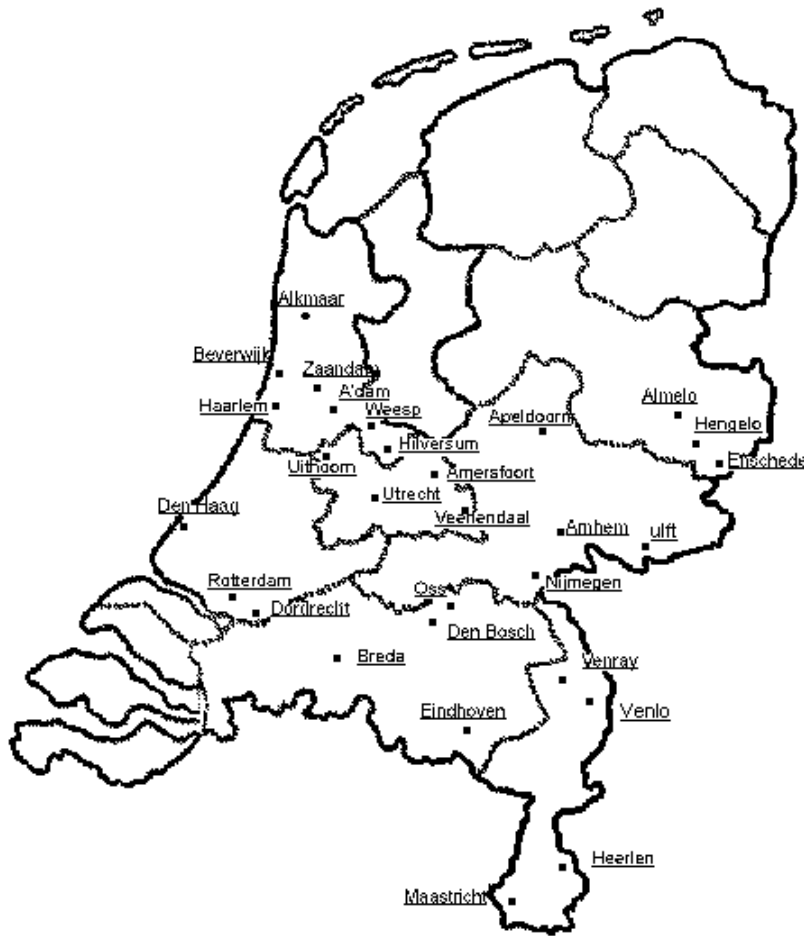 Alkmaar
Beverwijk
Zaandam
A'dam
Haarlem
Weesp
Apeldoorn
Almelo
Hengelo
Hilversum
Uithoorn
Enschede
Amersfoort
Utrecht
Den Haag
Veenendaal
Arnhem
ulft
Nijmegen
Rotterdam
Oss
Dordrecht
Den Bosch
Breda
Venray
Eindhoven
Venlo
Heerlen
Maastricht